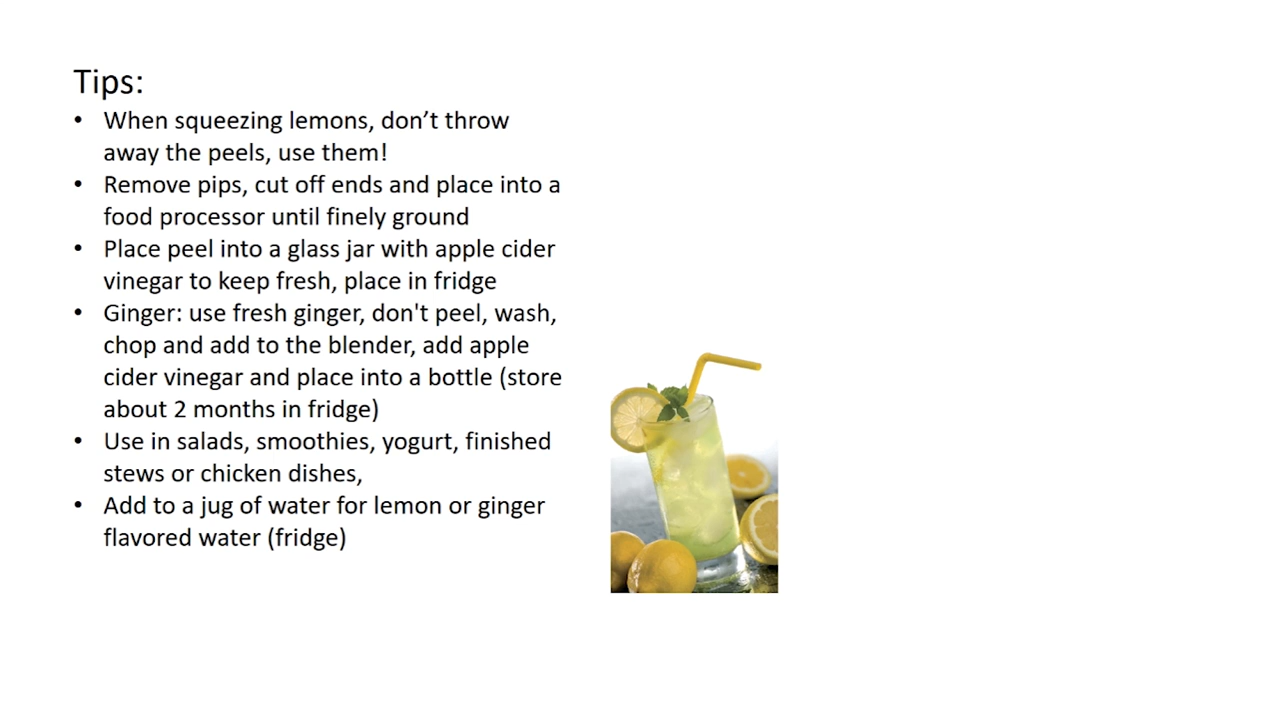 Tips:
• When squeezing lemons, don’t throw
away the peels, use them!
• Remove pips, cut off ends and place into a
food processor until finely ground
• Place peel into a glass jar with apple cider
vinegar to keep fresh, place in fridge
• Ginger: use fresh ginger, don't peel, wash,
chop and add to the blender, add apple
cider vinegar and place into a bottle (store
about 2 months in fridge)
• Use in salads, smoothies, yogurt, finished
stews or chicken dishes,
• Add to a jug of water for lemon or ginger
flavored water (fridge)